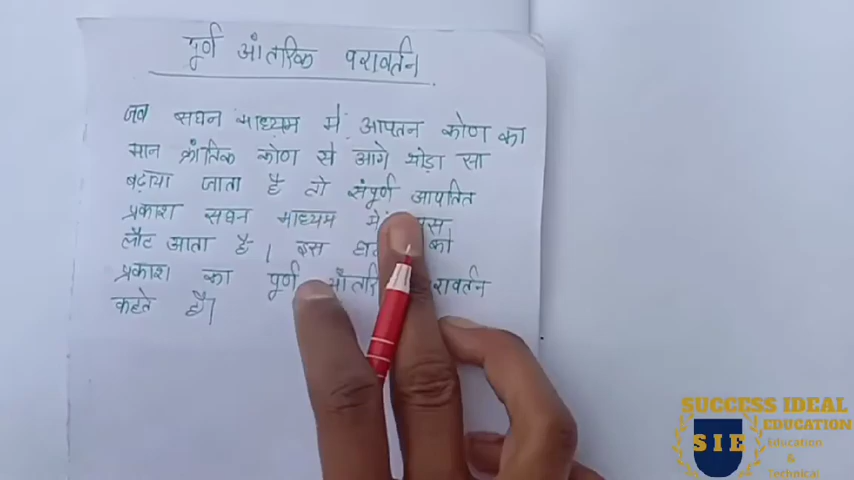 पूर्ण आंतरिक परावर्तन
जब सघन माध्यम में आपतन कोण का
मान क्रांतिक कोण से आगे थोड़ा सा
बढ़ाया जाता है तो संपूर्ण आपतित
प्रकाश सघन माध्यम में
लौट आता है। इस को
प्रकाश का पूर्ण
कहते है।
SUCCESS IDEAL
EDUCATION
SIE
Education
&
Technical